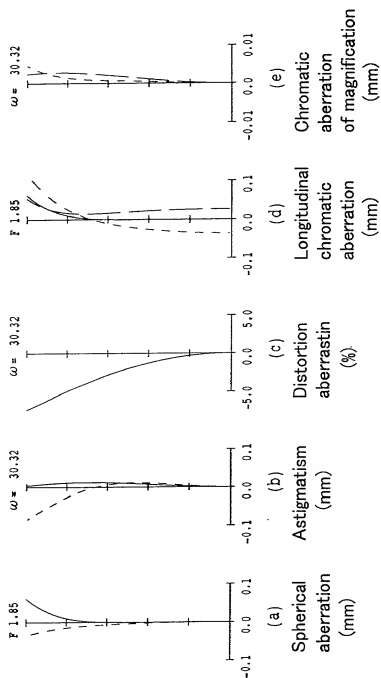 F 1.85
-0.1 0.0 0.1
(a)
Spherical
aberration
(mm)
ω= 30.32
-0.1 0.0 0.1
(b)
Astigmatism
(mm)
ω= 30.32
-5.0 0.0 5.0
(c)
Distortion
aberrastin
(%)
F 1.85
-0.1 0.0 0.1
(d)
Longitudinal
chromatic
aberration
(mm)
ω= 30.32
-0.01 0.0 0.01
(e)
Chromatic
aberration
of magnification
(mm)